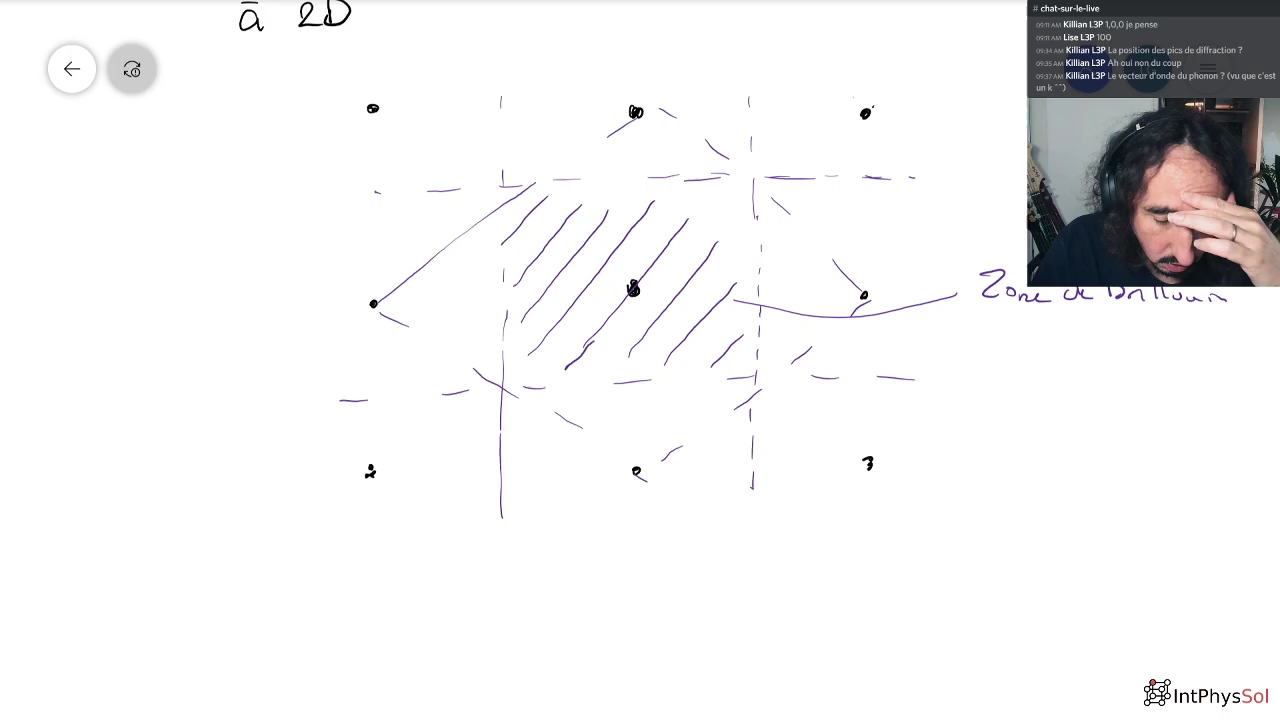 ā 2D
# chat-sur-le-live
09:11 AM Killian L3P 1,0,0 je pense
09:11 AM Lise L3P 100
09:34 AM Killian L3P La position des pics de diffraction ?
09:35 AM Killian L3P Ah oui non du coup
09:37 AM Killian L3P Le vecteur d'onde du phonon ? (vu que c'est
un k ^^)
Zone de Brillouin
IntPhysSol